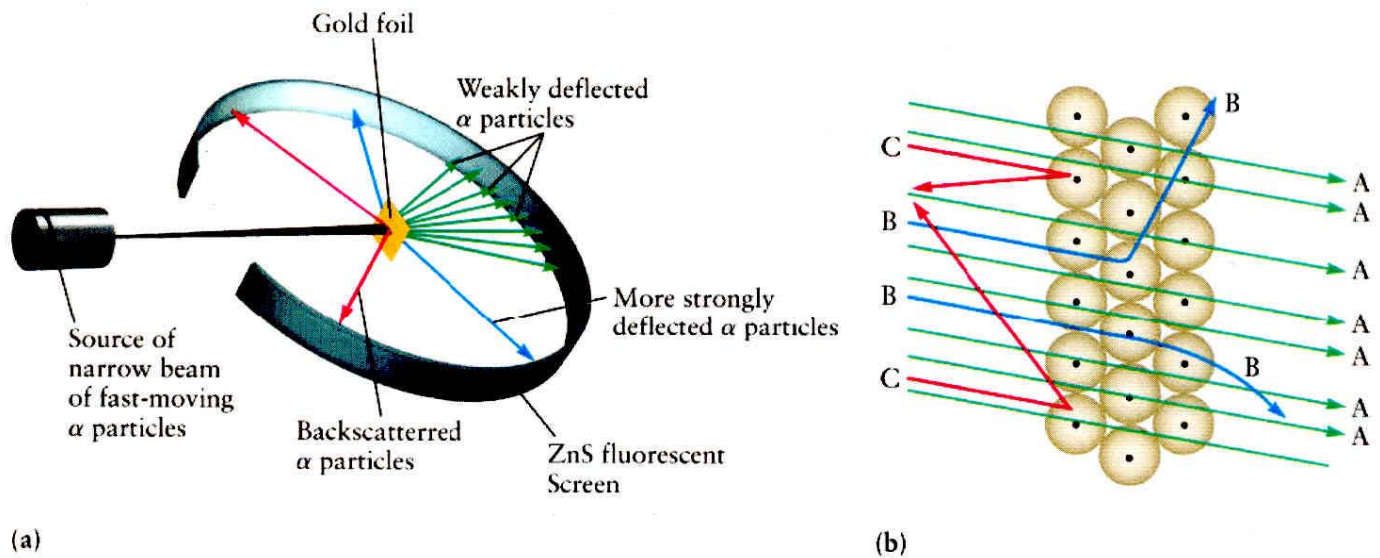 Gold foil
Weakly deflected
α particles
More strongly
deflected α particles
Source of
narrow beam
of fast-moving
α particles
Backscatterred
α particles
ZnS fluorescent
Screen
(a)
B
C
A
A
B
A
B
A
A
B
C
A
A
(b)